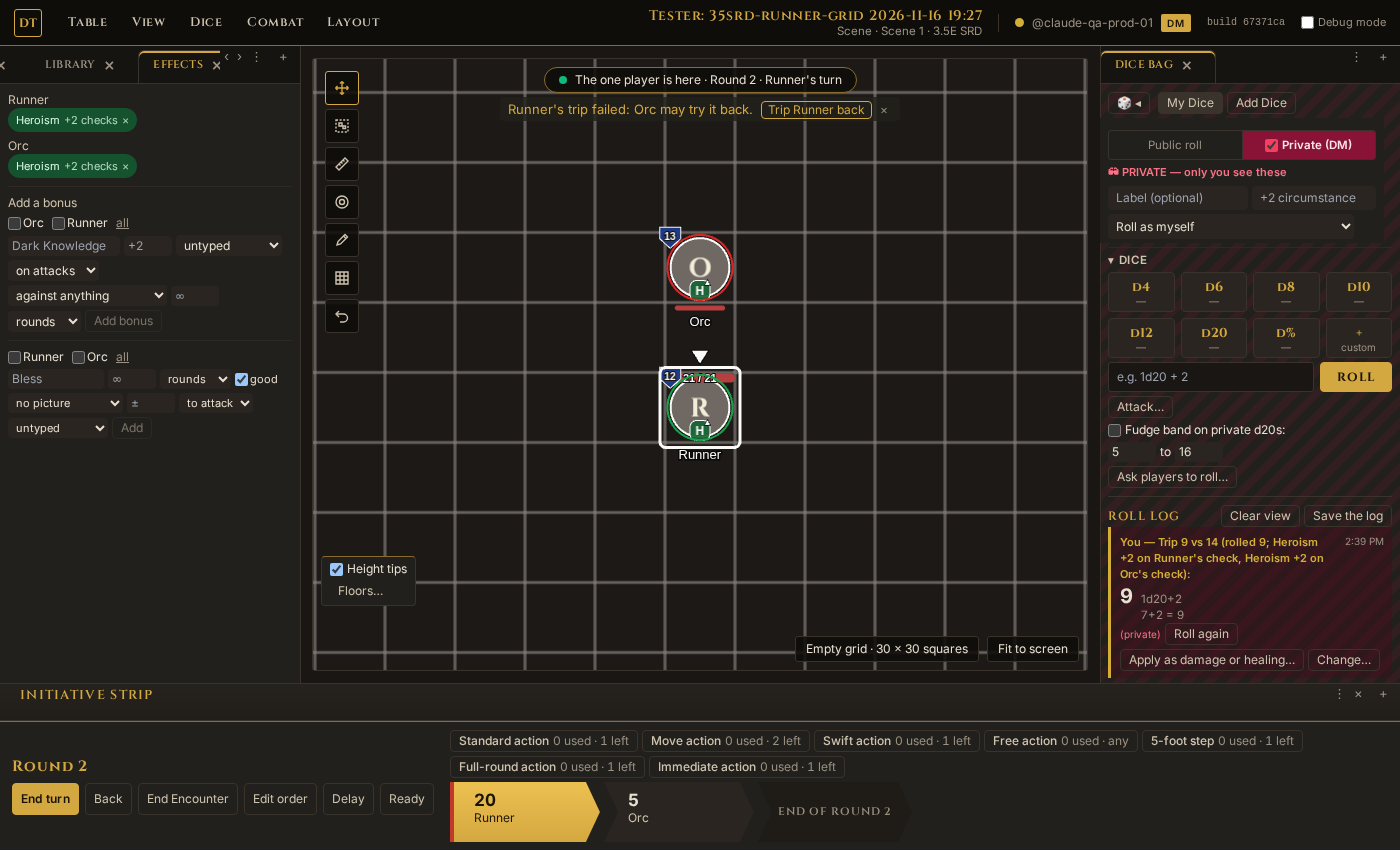 DT TABLE VIEW DICE COMBAT LAYOUT
TESTER: 35SRD-RUNNER-GRID 2026-11-16 19:27
Scene · Scene 1 · 3.5E SRD
@claude-qa-prod-01 DM build 67371ca Debug mode
LIBRARY × EFFECTS × ‹ › ⋮ +
Runner
Heroism +2 checks ×
Orc
Heroism +2 checks ×
Add a bonus
Orc Runner all
Dark Knowledge +2 untyped
on attacks
against anything ∞
rounds Add bonus
Runner Orc all
Bless ∞ rounds good
no picture ± to attack
untyped Add
The one player is here · Round 2 · Runner's turn
Runner's trip failed: Orc may try it back. Trip Runner back ×
13
O
H
Orc
12 21 / 21
R
H
Runner
Height tips
Floors...
Empty grid · 30 × 30 squares Fit to screen
DICE BAG × ⋮ +
My Dice Add Dice
Public roll Private (DM)
PRIVATE — only you see these
Label (optional) +2 circumstance
Roll as myself
▾ DICE
D4 — D6 — D8 — D10 —
D12 — D20 — D% — + custom
e.g. 1d20 + 2 ROLL
Attack...
Fudge band on private d20s:
5 to 16
Ask players to roll...
ROLL LOG Clear view Save the log
You — Trip 9 vs 14 (rolled 9; Heroism 2:39 PM
+2 on Runner's check, Heroism +2 on
Orc's check):
9 1d20+2
7+2 = 9
(private) Roll again
Apply as damage or healing... Change...
INITIATIVE STRIP ⋮ × +
ROUND 2
End turn Back End Encounter Edit order Delay Ready
Standard action 0 used · 1 left Move action 0 used · 2 left Swift action 0 used · 1 left Free action 0 used · any 5-foot step 0 used · 1 left
Full-round action 0 used · 1 left Immediate action 0 used · 1 left
20
Runner
5
Orc
END OF ROUND 2